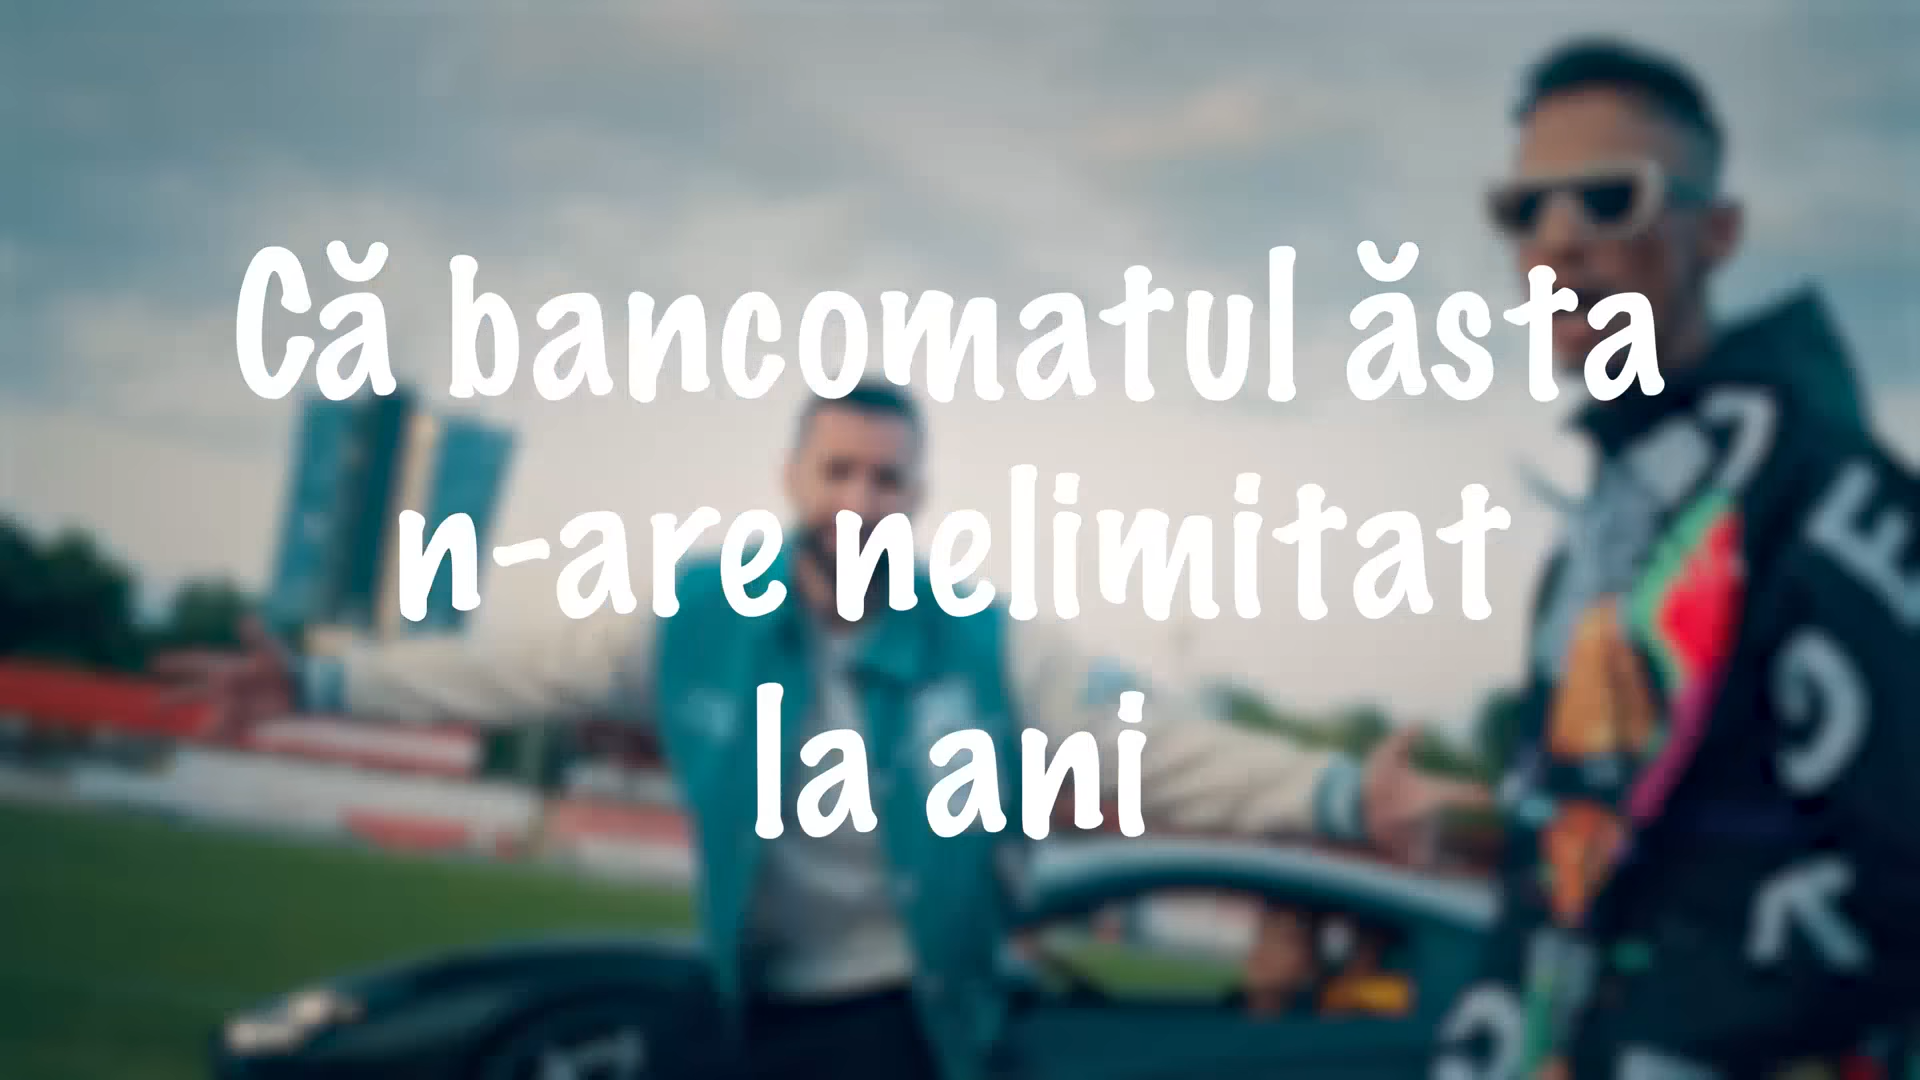 Că bancomatul ăsta
n-are nelimitat
la ani